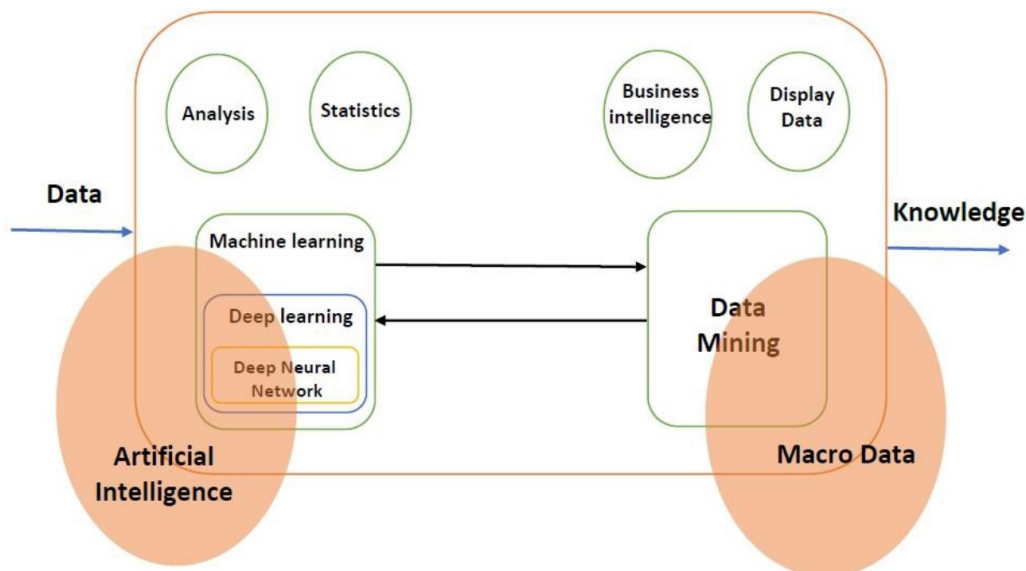 Analysis
Statistics
Business
intelligence
Display
Data
Data
Knowledge
Machine learning
Deep learning
Deep Neural
Network
Data
Mining
Artificial
Intelligence
Macro Data